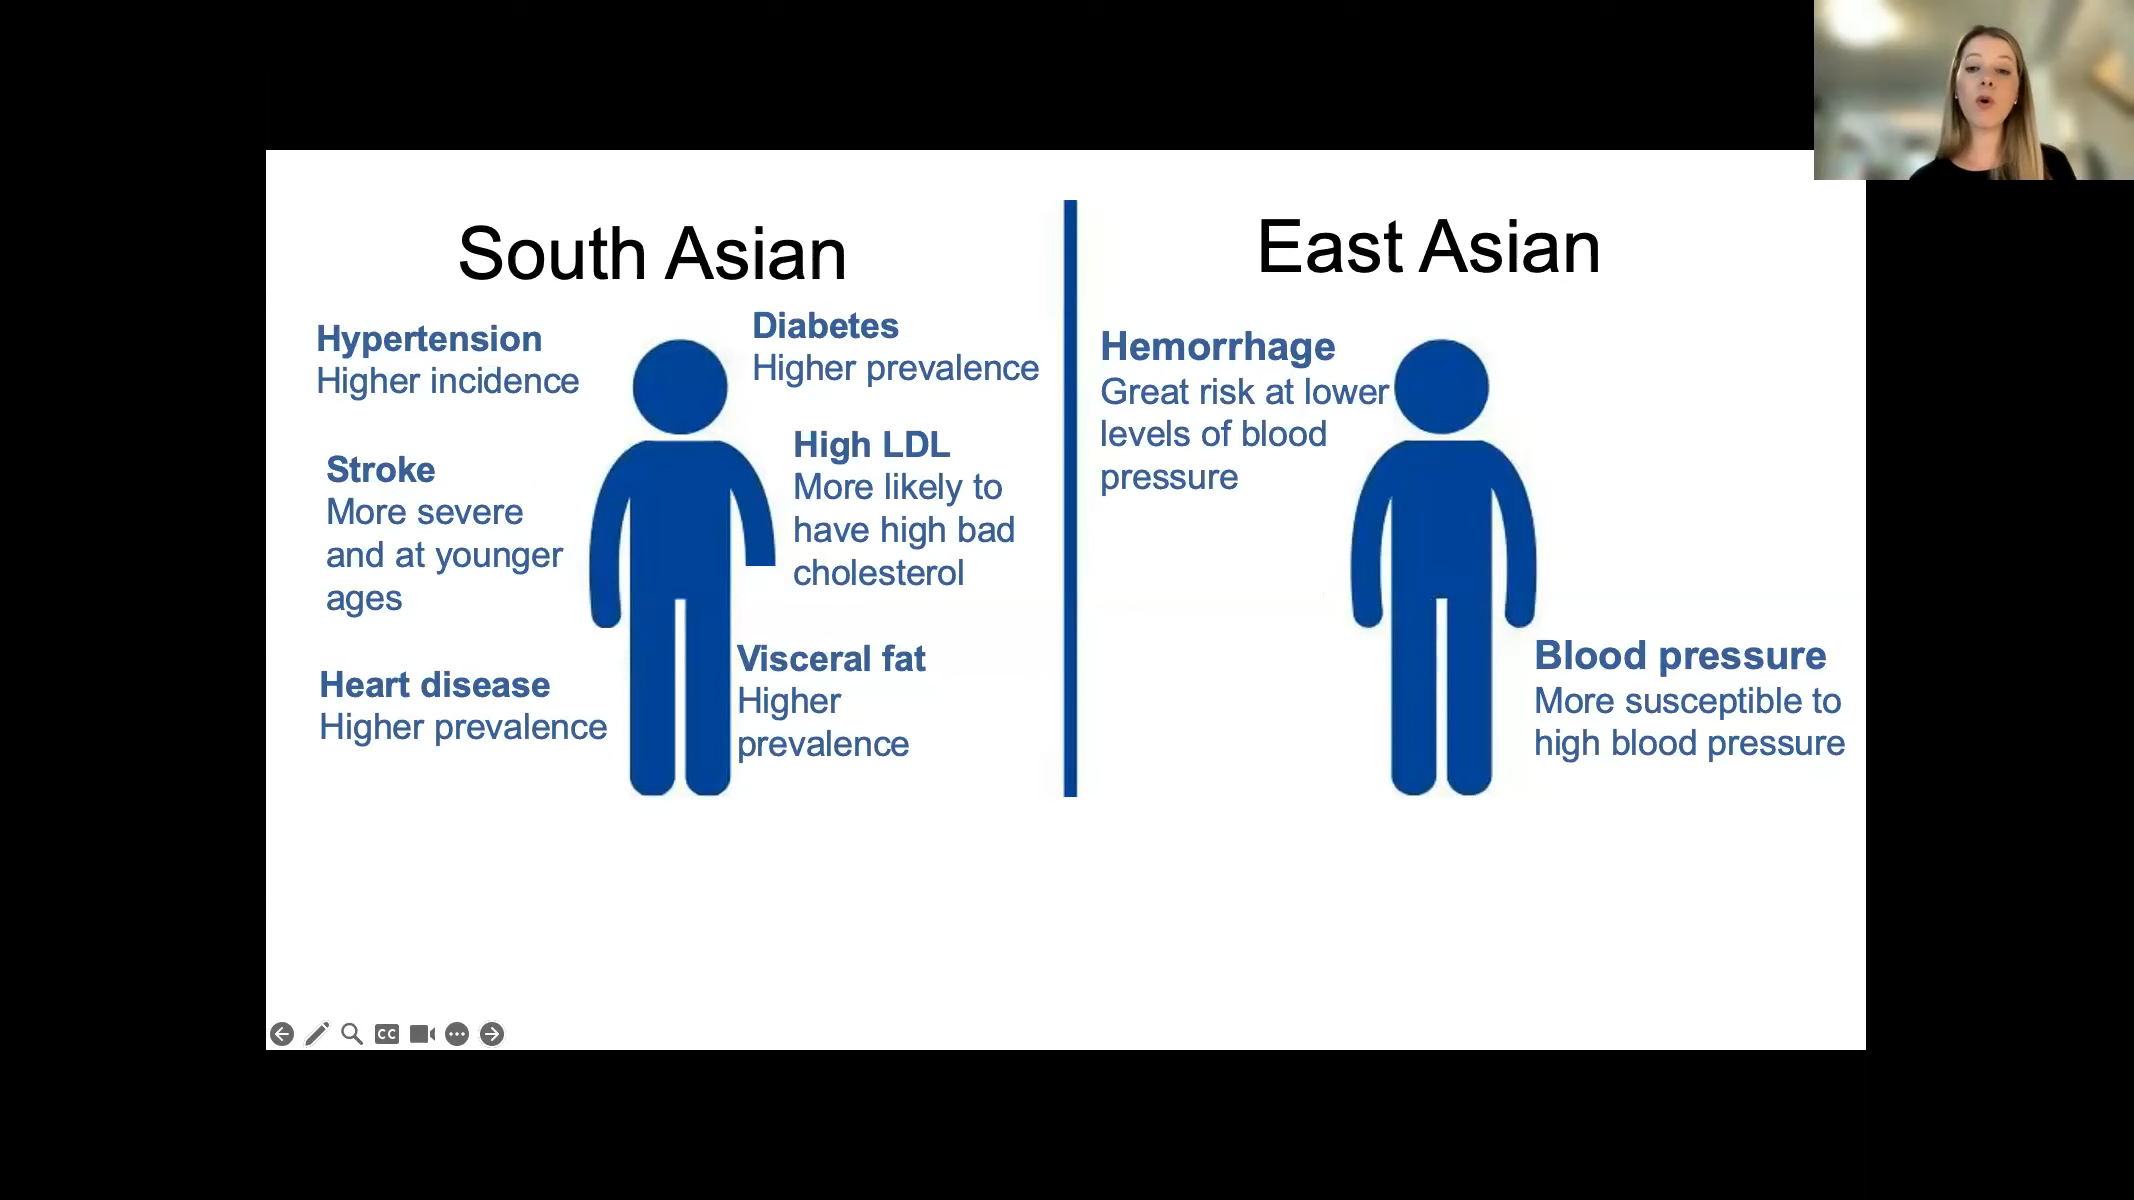 South Asian
Hypertension
Higher incidence
Stroke
More severe
and at younger
ages
Heart disease
Higher prevalence
Diabetes
Higher prevalence
High LDL
More likely to
have high bad
cholesterol
Visceral fat
Higher
prevalence
East Asian
Hemorrhage
Great risk at lower
levels of blood
pressure
Blood pressure
More susceptible to
high blood pressure
CC